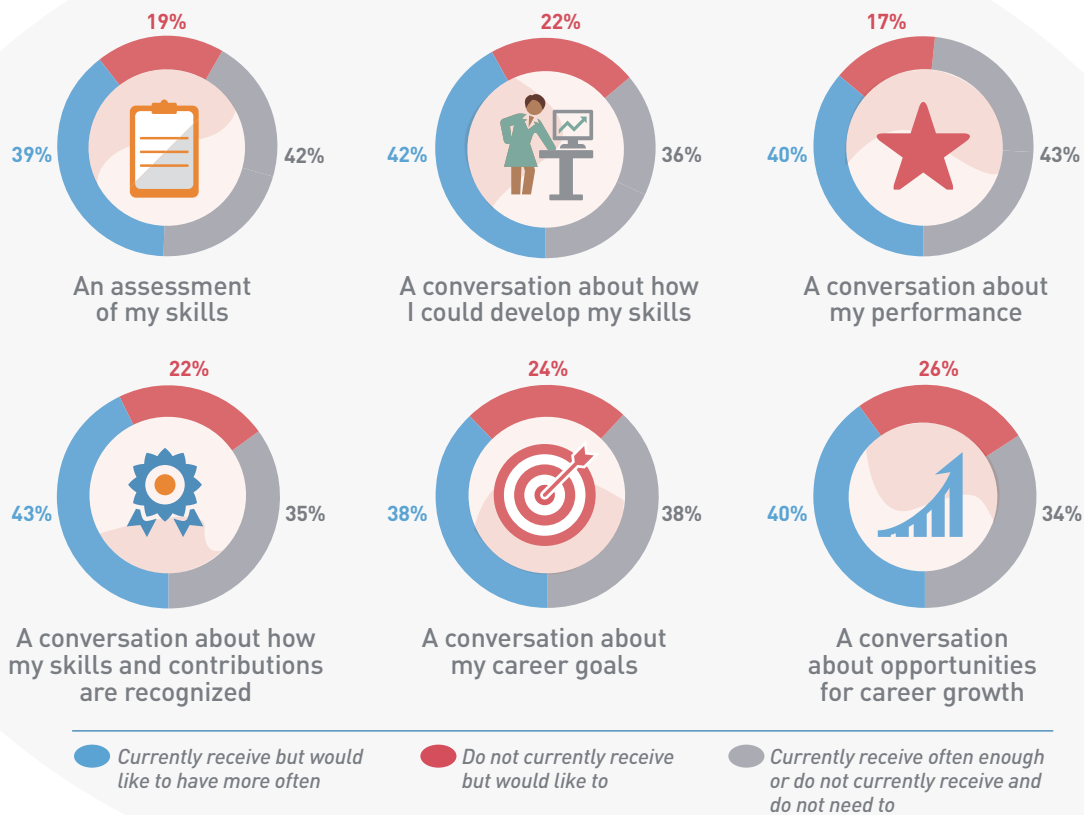 19%
39%
42%
An assessment
of my skills
22%
42%
36%
A conversation about how
I could develop my skills
17%
40%
43%
A conversation about
my performance
22%
43%
35%
A conversation about how
my skills and contributions
are recognized
24%
38%
38%
A conversation about
my career goals
26%
40%
34%
A conversation
about opportunities
for career growth
Currently receive but would
like to have more often
Do not currently receive
but would like to
Currently receive often enough
or do not currently receive and
do not need to